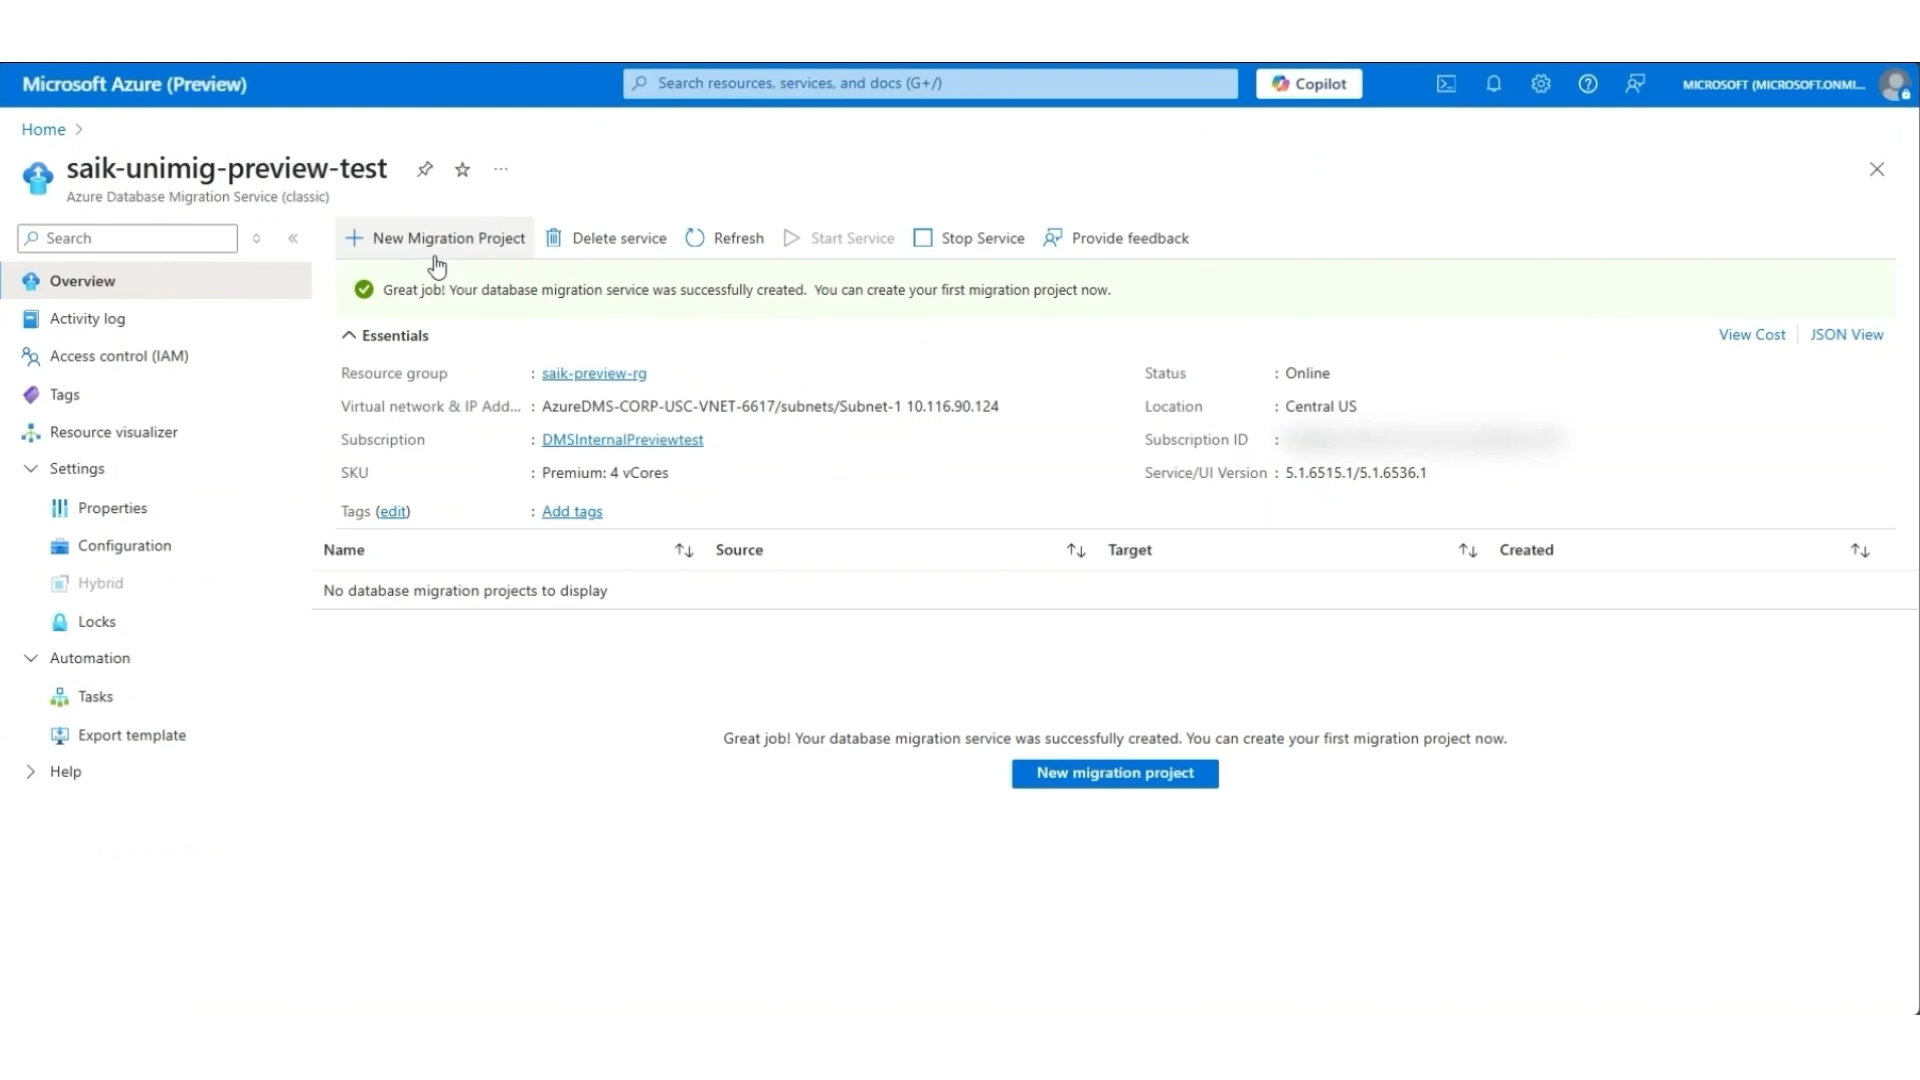 Microsoft Azure (Preview)
Search resources, services, and docs (G+/)
Copilot
MICROSOFT (MICROSOFT.ONMI...
Home
saik-unimig-preview-test
...
Azure Database Migration Service (classic)
Search
New Migration Project
Delete service
Refresh
Start Service
Stop Service
Provide feedback
Overview
Activity log
Access control (IAM)
Tags
Resource visualizer
Settings
Properties
Configuration
Hybrid
Locks
Automation
Tasks
Export template
Help
Great job! Your database migration service was successfully created. You can create your first migration project now.
Essentials
View Cost
JSON View
Resource group : saik-preview-rg
Virtual network & IP Add... : AzureDMS-CORP-USC-VNET-6617/subnets/Subnet-1 10.116.90.124
Subscription : DMSInternalPreviewtest
SKU : Premium: 4 vCores
Tags (edit) : Add tags
Status : Online
Location : Central US
Subscription ID :
Service/UI Version : 5.1.6515.1/5.1.6536.1
Name Source Target Created
No database migration projects to display
Great job! Your database migration service was successfully created. You can create your first migration project now.
New migration project